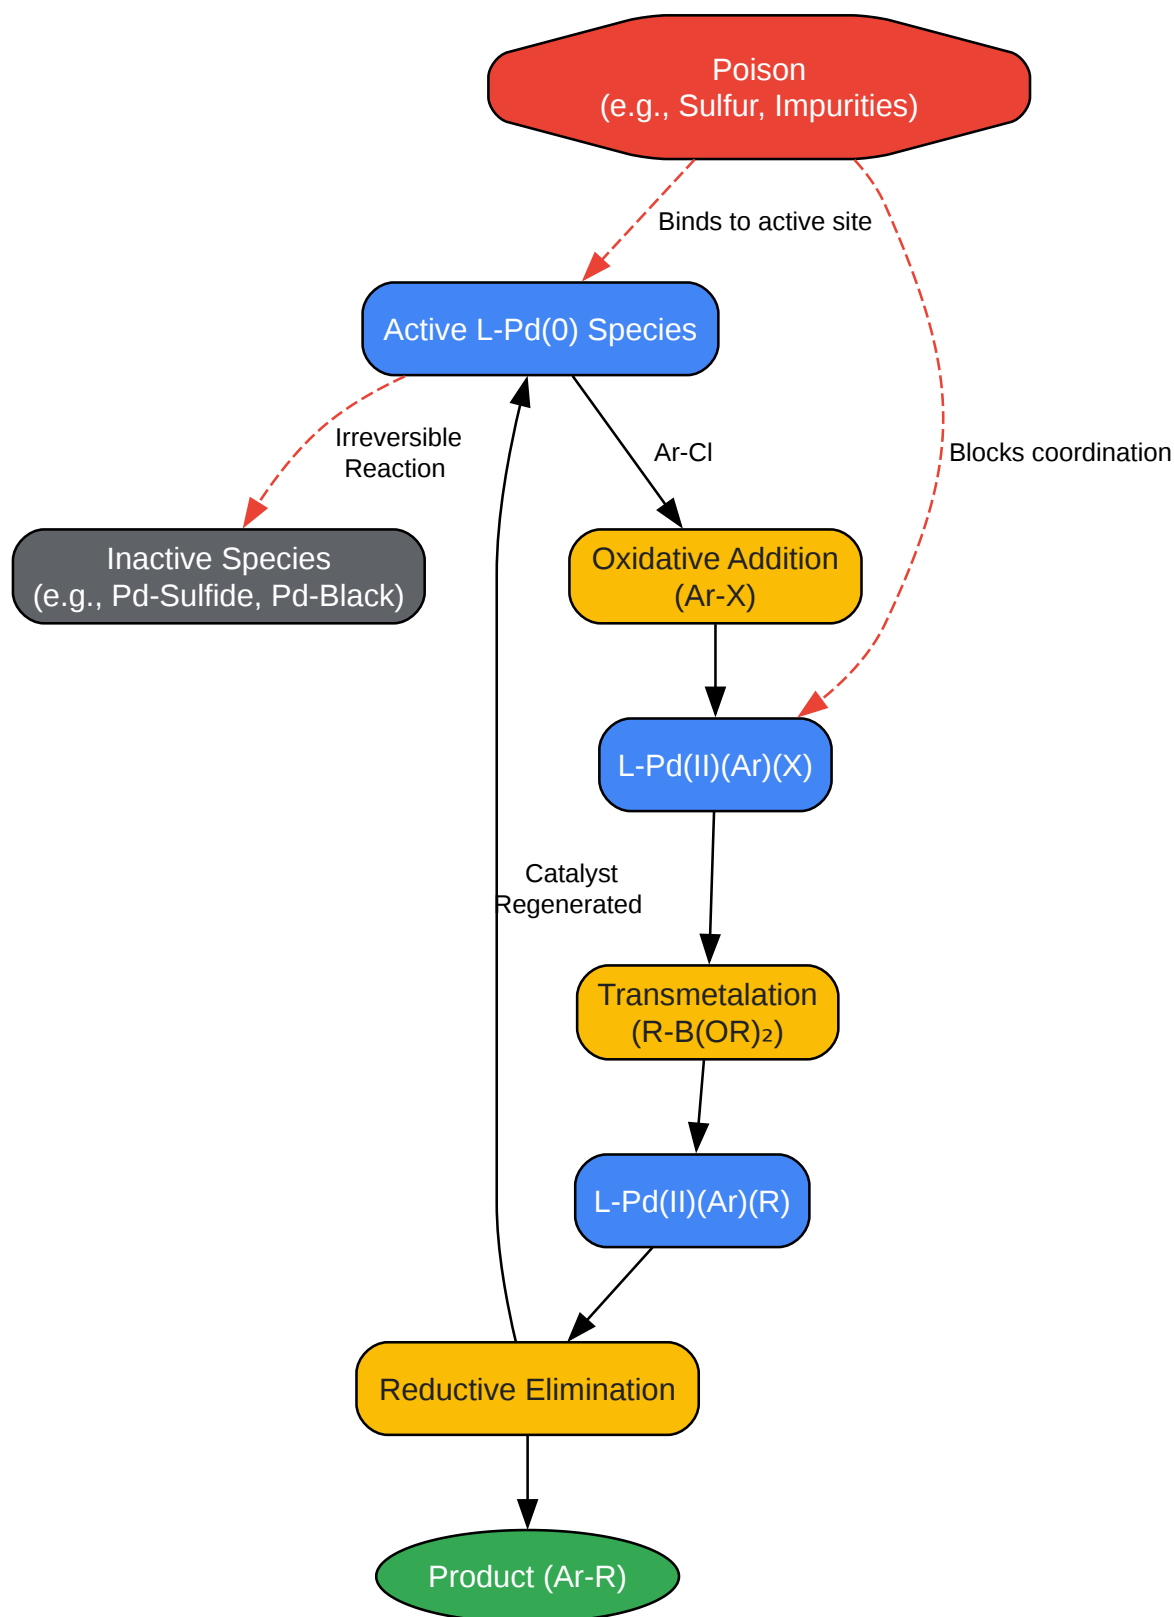 Poison
(e.g., Sulfur, Impurities)
Binds to active site
Active L-Pd(0) Species
Irreversible
Reaction
Ar-Cl
Blocks coordination
Inactive Species
(e.g., Pd-Sulfide, Pd-Black)
Oxidative Addition
(Ar-X)
L-Pd(II)(Ar)(X)
Catalyst
Regenerated
Transmetalation
(R-B(OR)₂)
L-Pd(II)(Ar)(R)
Reductive Elimination
Product (Ar-R)